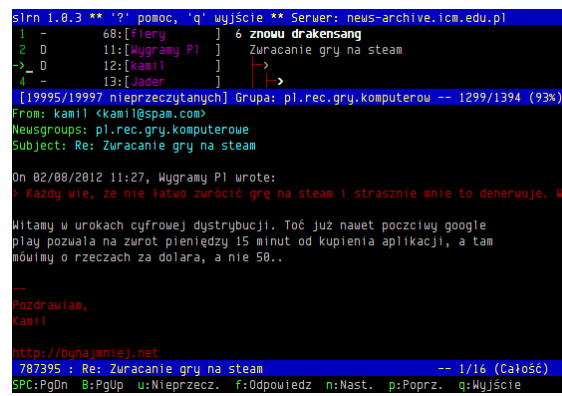 slrn 1.0.3 ** '?' pomoc, 'q' wyjście ** Serwer: news-archive.icm.edu.pl
1 - 68:[fiery ] 6 znowu drakensang
2 D 11:[Wygramy Pl ] Zwracanie gry na steam
->_ D 12:[kamil ] ├->
4 - 13:[Jader ] │ ├->
[19995/19997 nieprzeczytanych] Grupa: pl.rec.gry.komputerow -- 1299/1394 (93%)
From: kamil <kamil@spam.com>
Newsgroups: pl.rec.gry.komputerowe
Subject: Re: Zwracanie gry na steam
On 02/08/2012 11:27, Wygramy Pl wrote:
> Każdy wie, że nie łatwo zwrócić grę na steam i strasznie mnie to denerwuje. W
Witamy w urokach cyfrowej dystrybucji. Toć już nawet poczciwy google
play pozwala na zwrot pieniędzy 15 minut od kupienia aplikacji, a tam
mówimy o rzeczach za dolara, a nie 50..
--
Pozdrawiam,
Kamil
http://bynajmniej.net
787395 : Re: Zwracanie gry na steam -- 1/16 (Całość)
SPC:PgDn B:PgUp u:Nieprzecz. f:Odpowiedz n:Nast. p:Poprz. q:Wyjście